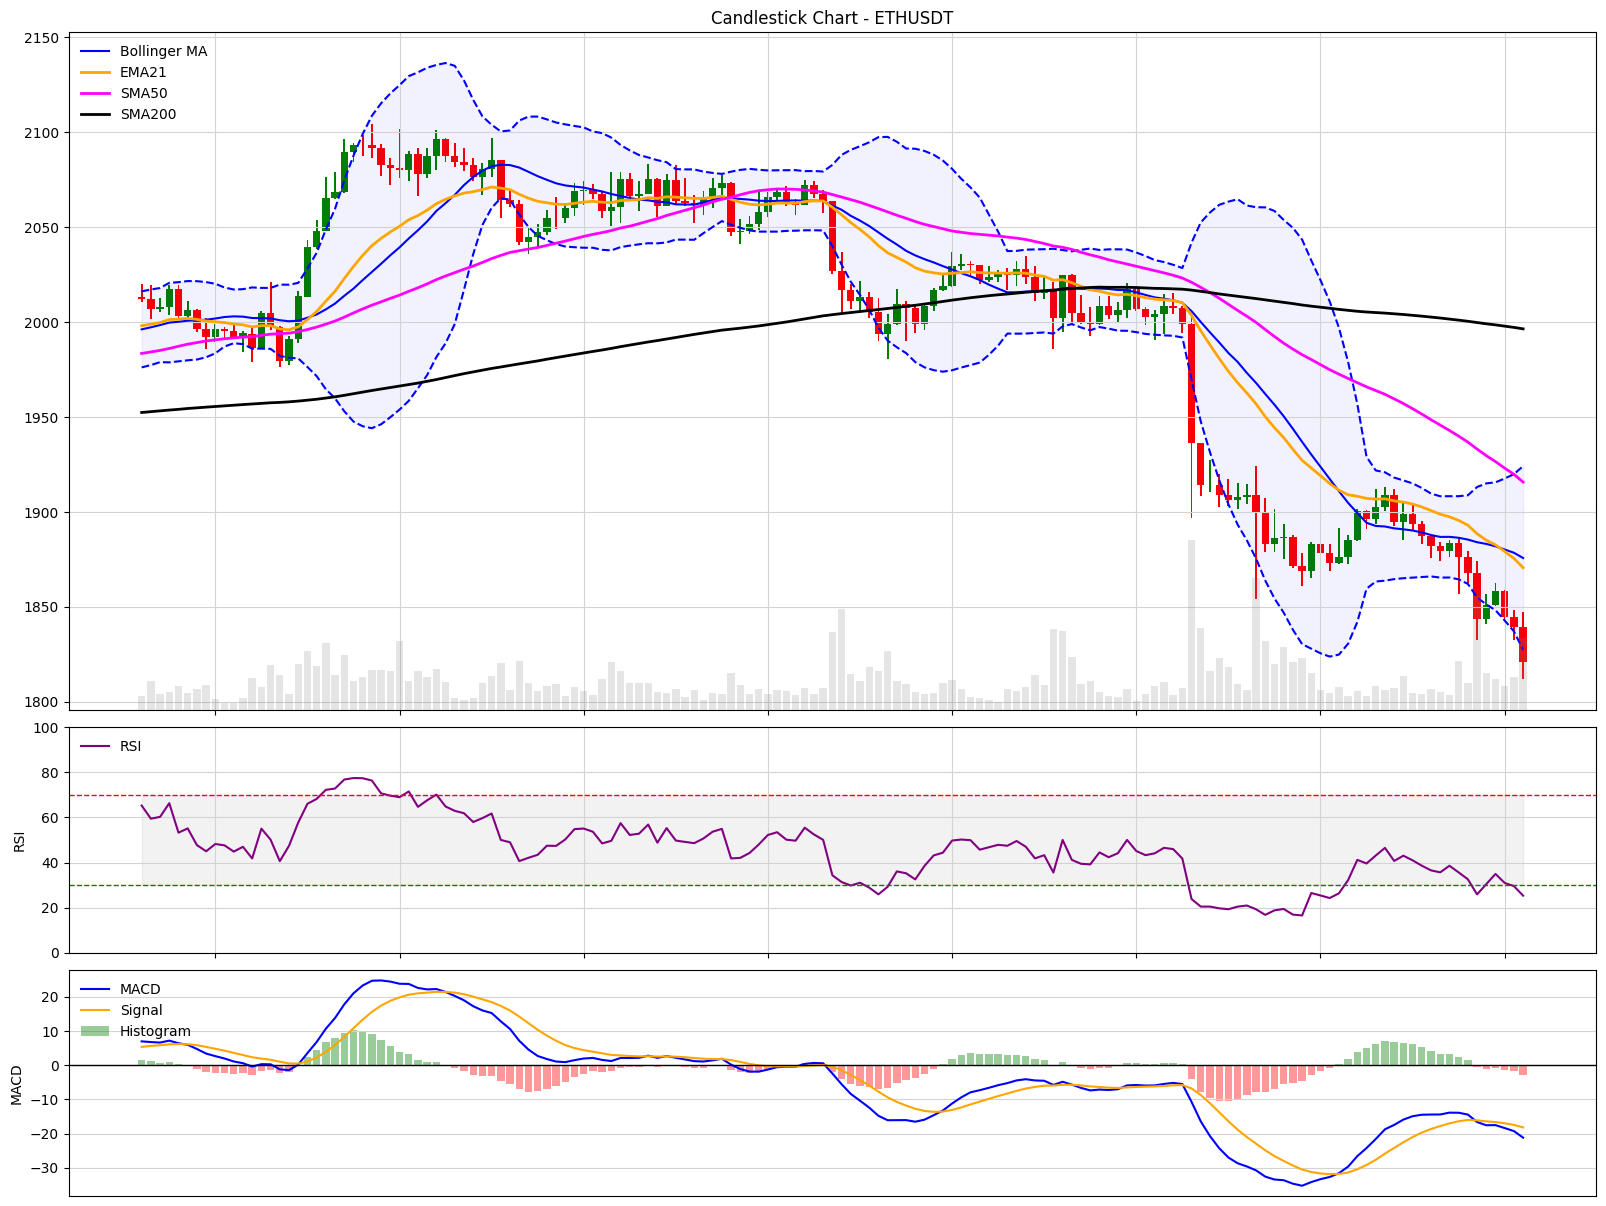 Candlestick Chart - ETHUSDT
2150
2100
2050
2000
1950
1900
1850
1800
Bollinger MA
EMA21
SMA50
SMA200
100
80
60
40
20
0
RSI
RSI
20
10
0
−10
−20
−30
MACD
MACD
Signal
Histogram